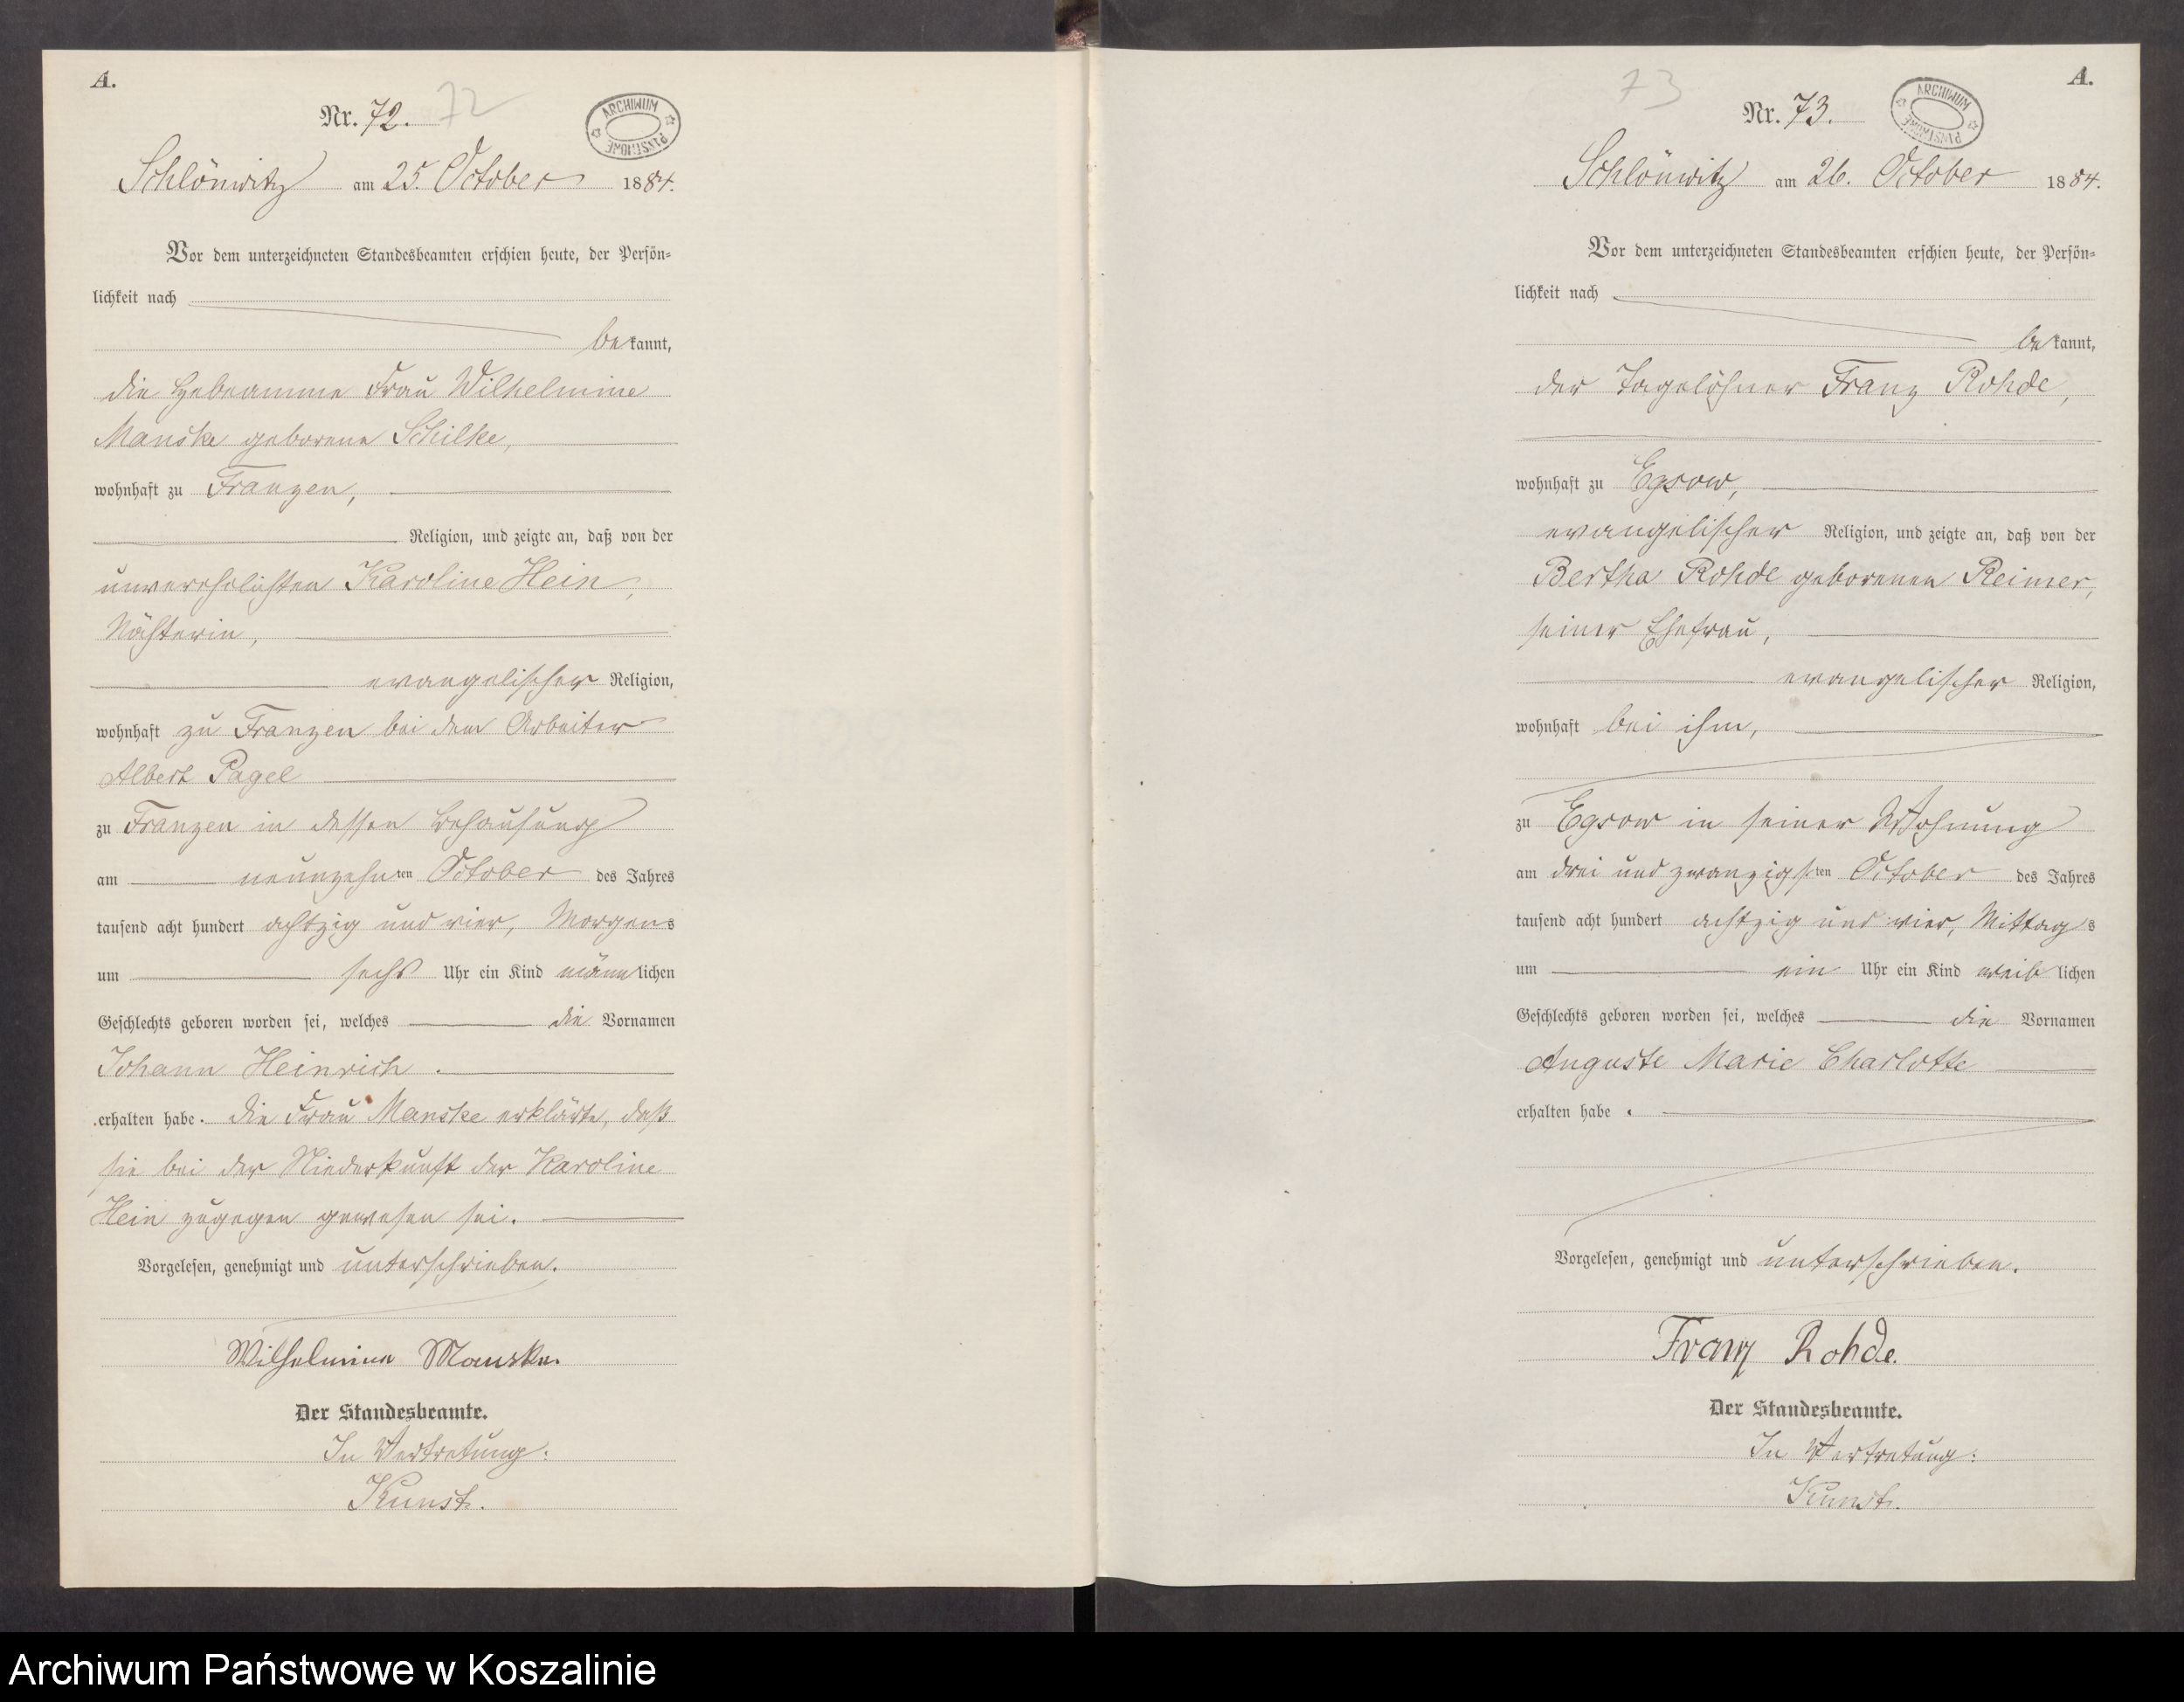 A.
Nr. 72. 72
ARCHIWUM PAŃSTWOWE
Schlönwitz am 25. October 1884.
Vor dem unterzeichneten Standesbeamten erschien heute, der Persön-
lichkeit nach
bekannt,
die Hebeamme Frau Wilhelmine
Manske geborene Schilke,
wohnhaft zu Franzen,
Religion, und zeigte an, daß von der
unverehelichten Karoline Hein,
Nähterin,
evangelischer Religion,
wohnhaft zu Franzen bei dem Arbeiter
Albert Pagel
zu Franzen in dessen Behausung
am neunzehnten October des Jahres
tausend acht hundert achtzig und vier, Morgens
um sechs Uhr ein Kind männlichen
Geschlechts geboren worden sei, welches die Vornamen
Johann Heinrich.
erhalten habe. Die Frau Manske erklärte, daß
sie bei der Niederkunft der Karoline
Hein zugegen gewesen sei.
Vorgelesen, genehmigt und unterschrieben.
Wilhelmine Manske.
Der Standesbeamte.
In Vertretung:
Kunst.
A.
73
Nr. 73.
ARCHIWUM PAŃSTWOWE
Schlönwitz am 26. October 1884.
Vor dem unterzeichneten Standesbeamten erschien heute, der Persön-
lichkeit nach
bekannt,
der Tagelöhner Franz Rohde,
wohnhaft zu Egsow,
evangelischer Religion, und zeigte an, daß von der
Bertha Rohde geborenen Reimer,
seiner Ehefrau,
evangelischer Religion,
wohnhaft bei ihm,
zu Egsow in seiner Wohnung
am drei und zwanzigsten October des Jahres
tausend acht hundert achtzig und vier, Mittags
um ein Uhr ein Kind weiblichen
Geschlechts geboren worden sei, welches die Vornamen
Auguste Marie Charlotte
erhalten habe.
Vorgelesen, genehmigt und unterschrieben.
Franz Rohde.
Der Standesbeamte.
In Vertretung:
Kunst.
Archiwum Państwowe w Koszalinie